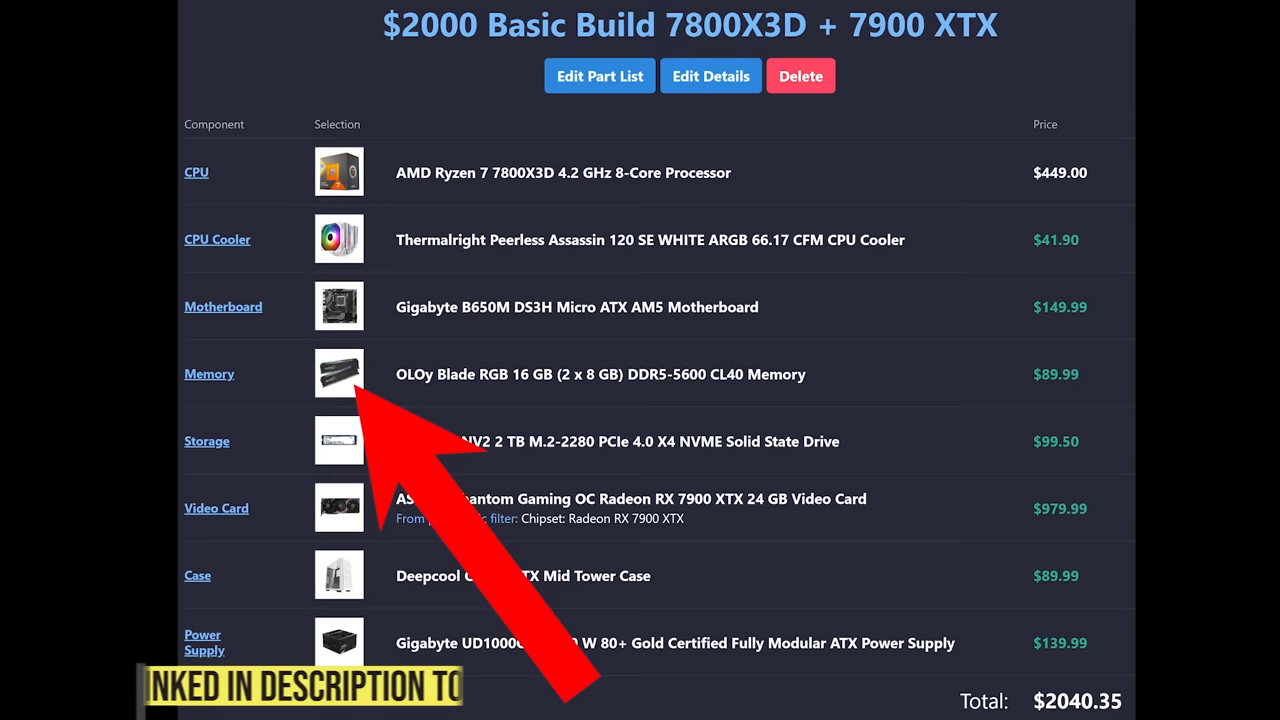 $2000 Basic Build 7800X3D + 7900 XTX
Edit Part List Edit Details Delete
Component Selection Price
CPU AMD Ryzen 7 7800X3D 4.2 GHz 8-Core Processor $449.00
CPU Cooler Thermalright Peerless Assassin 120 SE WHITE ARGB 66.17 CFM CPU Cooler $41.90
Motherboard Gigabyte B650M DS3H Micro ATX AM5 Motherboard $149.99
Memory OLOy Blade RGB 16 GB (2 x 8 GB) DDR5-5600 CL40 Memory $89.99
Storage NV2 2 TB M.2-2280 PCIe 4.0 X4 NVME Solid State Drive $99.50
Video Card Gaming OC Radeon RX 7900 XTX 24 GB Video Card $979.99
From filter: Chipset: Radeon RX 7900 XTX
Case Deepcool Mid Tower Case $89.99
Power Supply Gigabyte W 80+ Gold Certified Fully Modular ATX Power Supply $139.99
INKED IN DESCRIPTION TO
Total: $2040.35